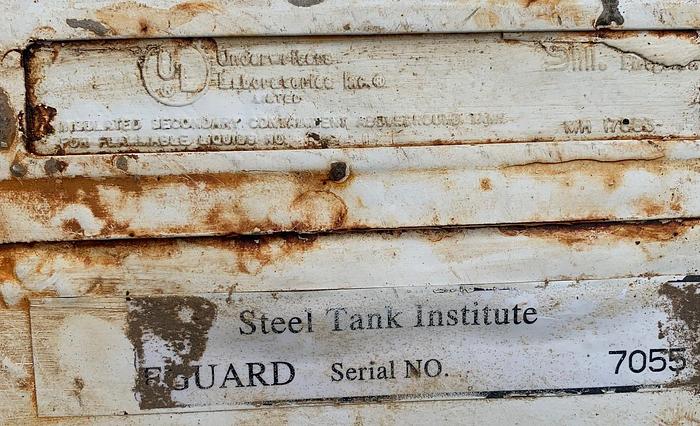 UL
Underwriters
Laboratories Inc.®
LISTED
INSULATED SECONDARY CONTAINMENT ABOVEGROUND TANK
FOR FLAMMABLE LIQUIDS NO.
Steel Tank Institute
EGUARD Serial NO. 7055